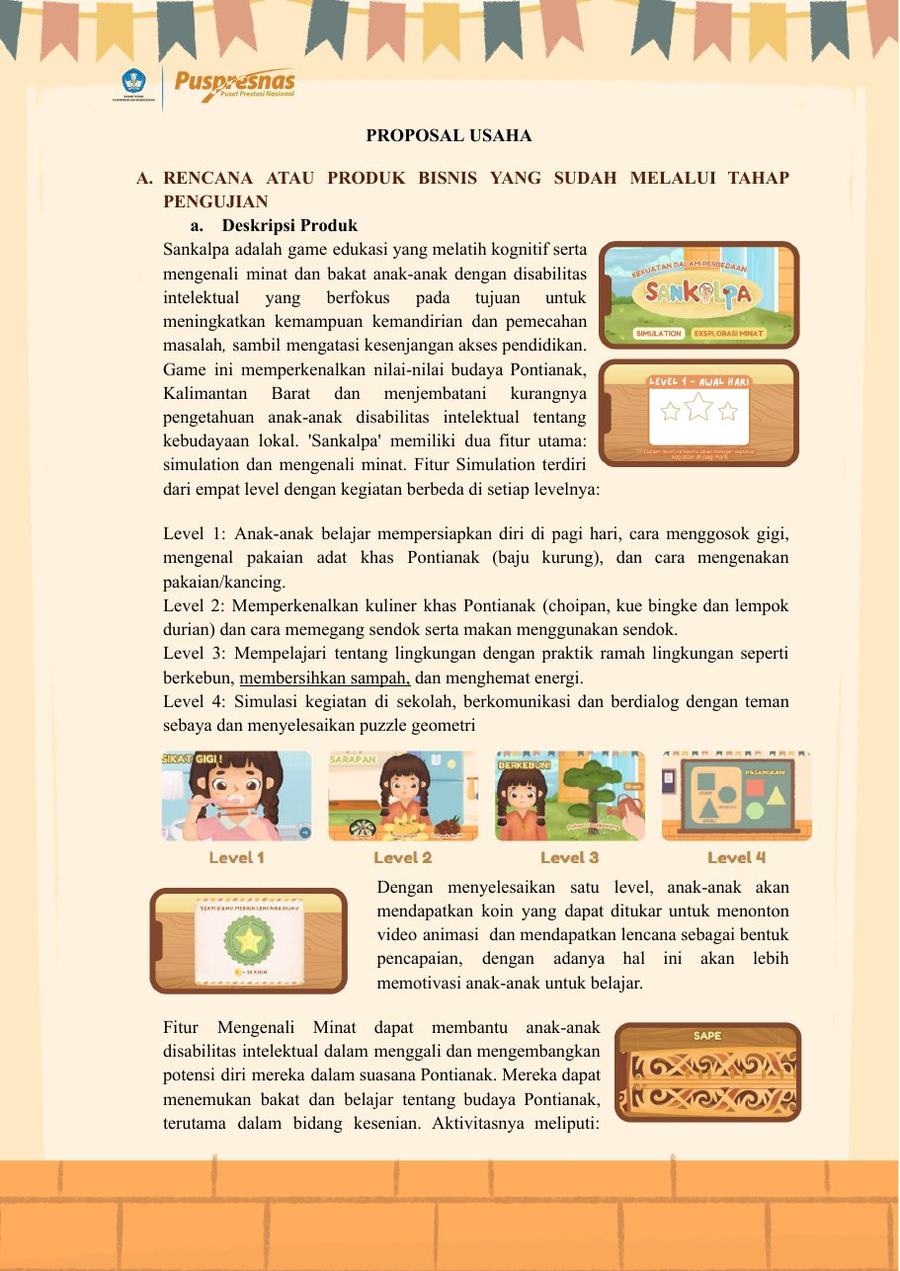 Puspresnas
Pusat Prestasi Nasional
PROPOSAL USAHA
A. RENCANA ATAU PRODUK BISNIS YANG SUDAH MELALUI TAHAP
PENGUJIAN
a. Deskripsi Produk
Sankalpa adalah game edukasi yang melatih kognitif serta
mengenali minat dan bakat anak-anak dengan disabilitas
intelektual yang berfokus pada tujuan untuk
meningkatkan kemampuan kemandirian dan pemecahan
masalah, sambil mengatasi kesenjangan akses pendidikan.
Game ini memperkenalkan nilai-nilai budaya Pontianak,
Kalimantan Barat dan menjembatani kurangnya
pengetahuan anak-anak disabilitas intelektual tentang
kebudayaan lokal. 'Sankalpa' memiliki dua fitur utama:
simulation dan mengenali minat. Fitur Simulation terdiri
dari empat level dengan kegiatan berbeda di setiap levelnya:
KEKUATAN DALAM PERBEDAAN
SANKALPA
SIMULATION
EKSPLORASI MINAT
LEVEL 1 - AWAL HARI
Level 1: Anak-anak belajar mempersiapkan diri di pagi hari, cara menggosok gigi,
mengenal pakaian adat khas Pontianak (baju kurung), dan cara mengenakan
pakaian/kancing.
Level 2: Memperkenalkan kuliner khas Pontianak (choipan, kue bingke dan lempok
durian) dan cara memegang sendok serta makan menggunakan sendok.
Level 3: Mempelajari tentang lingkungan dengan praktik ramah lingkungan seperti
berkebun, membersihkan sampah, dan menghemat energi.
Level 4: Simulasi kegiatan di sekolah, berkomunikasi dan berdialog dengan teman
sebaya dan menyelesaikan puzzle geometri
SIKAT GIGI!
SARAPAN
BERKEBUN!
Siram
PASANGKAN!
Level 1
Level 2
Level 3
Level 4
Dengan menyelesaikan satu level, anak-anak akan
mendapatkan koin yang dapat ditukar untuk menonton
video animasi dan mendapatkan lencana sebagai bentuk
pencapaian, dengan adanya hal ini akan lebih
memotivasi anak-anak untuk belajar.
Fitur Mengenali Minat dapat membantu anak-anak
disabilitas intelektual dalam menggali dan mengembangkan
potensi diri mereka dalam suasana Pontianak. Mereka dapat
menemukan bakat dan belajar tentang budaya Pontianak,
terutama dalam bidang kesenian. Aktivitasnya meliputi:
SAPE